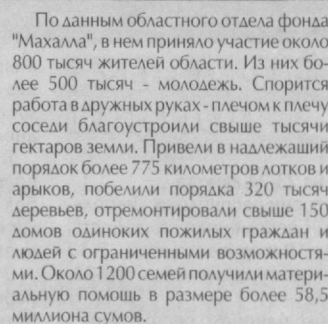 По данным областного отдела фонда
"Махалла", в нем приняло участие около
800 тысяч жителей области. Из них бо-
лее 500 тысяч - молодежь. Спорится
работа в дружных руках - плечом к плечу
соседи благоустроили свыше тысячи
гектаров земли. Привели в надлежащий
порядок более 775 километров лотков и
арыков, побелили порядка 320 тысяч
деревьев, отремонтировали свыше 150
домов одиноких пожилых граждан и
людей с ограниченными возможностя-
ми. Около 1200 семей получили матери-
альную помощь в размере более 58,5
миллиона сумов.